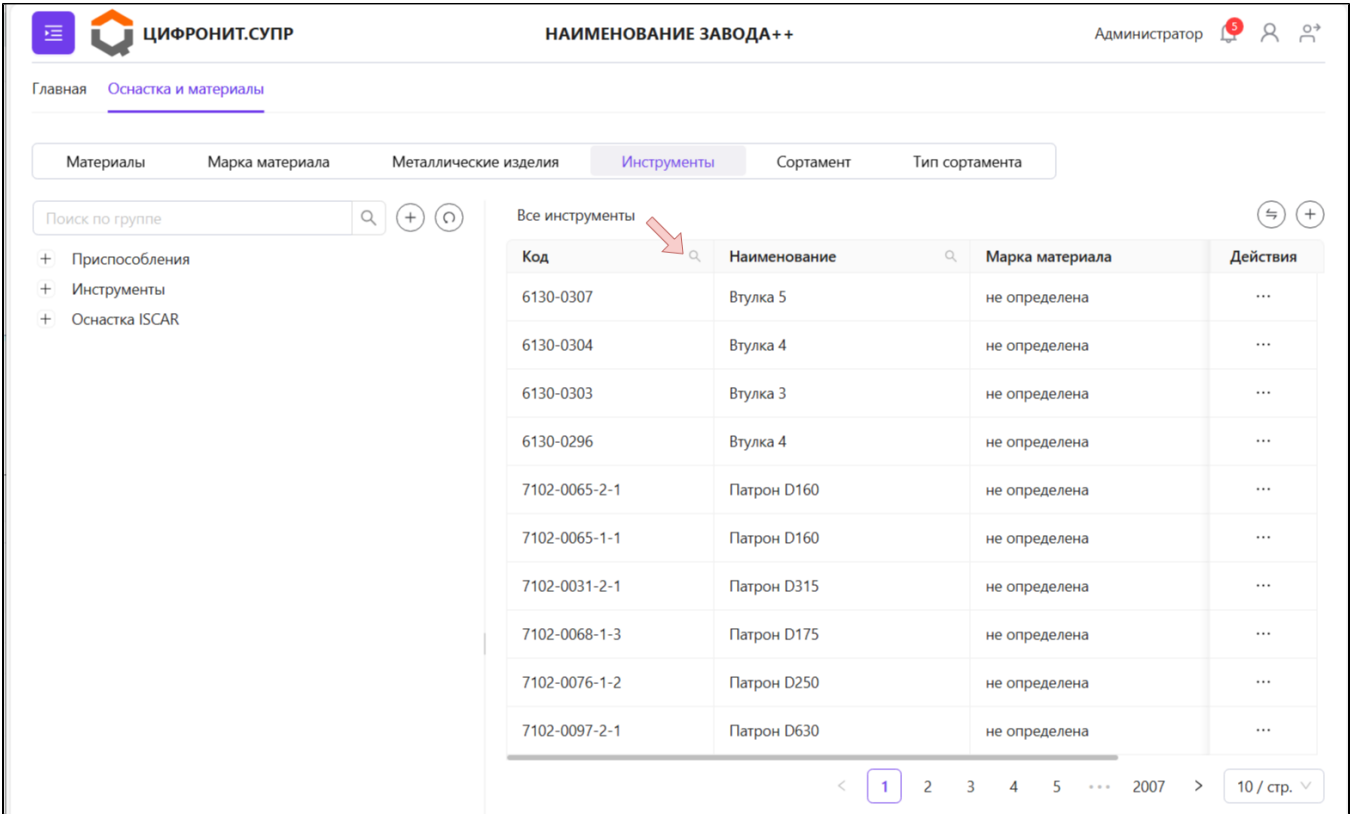 ЦИФРОНИТ.СУПР НАИМЕНОВАНИЕ ЗАВОДА++ Администратор 5
Главная Оснастка и материалы
Материалы Марка материала Металлические изделия Инструменты Сортамент Тип сортамента
Поиск по группе
Приспособления
Инструменты
Оснастка ISCAR
Все инструменты
Код Наименование Марка материала Действия
6130-0307 Втулка 5 не определена ...
6130-0304 Втулка 4 не определена ...
6130-0303 Втулка 3 не определена ...
6130-0296 Втулка 4 не определена ...
7102-0065-2-1 Патрон D160 не определена ...
7102-0065-1-1 Патрон D160 не определена ...
7102-0031-2-1 Патрон D315 не определена ...
7102-0068-1-3 Патрон D175 не определена ...
7102-0076-1-2 Патрон D250 не определена ...
7102-0097-2-1 Патрон D630 не определена ...
< 1 2 3 4 5 ••• 2007 > 10 / стр.